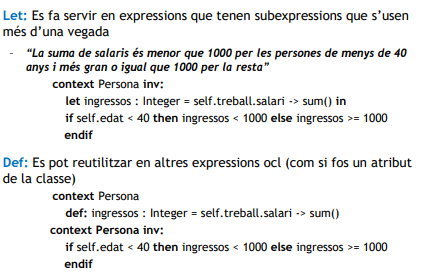 Let: Es fa servir en expressions que tenen subexpressions que s’usen
més d’una vegada
- “La suma de salaris és menor que 1000 per les persones de menys de 40
anys i més gran o igual que 1000 per la resta”
context Persona inv:
let ingressos : Integer = self.treball.salari -> sum() in
if self.edat < 40 then ingressos < 1000 else ingressos >= 1000
endif
Def: Es pot reutilitzar en altres expressions ocl (com si fos un atribut
de la classe)
context Persona
def: ingressos : Integer = self.treball.salari -> sum()
context Persona inv:
if self.edat < 40 then ingressos < 1000 else ingressos >= 1000
endif